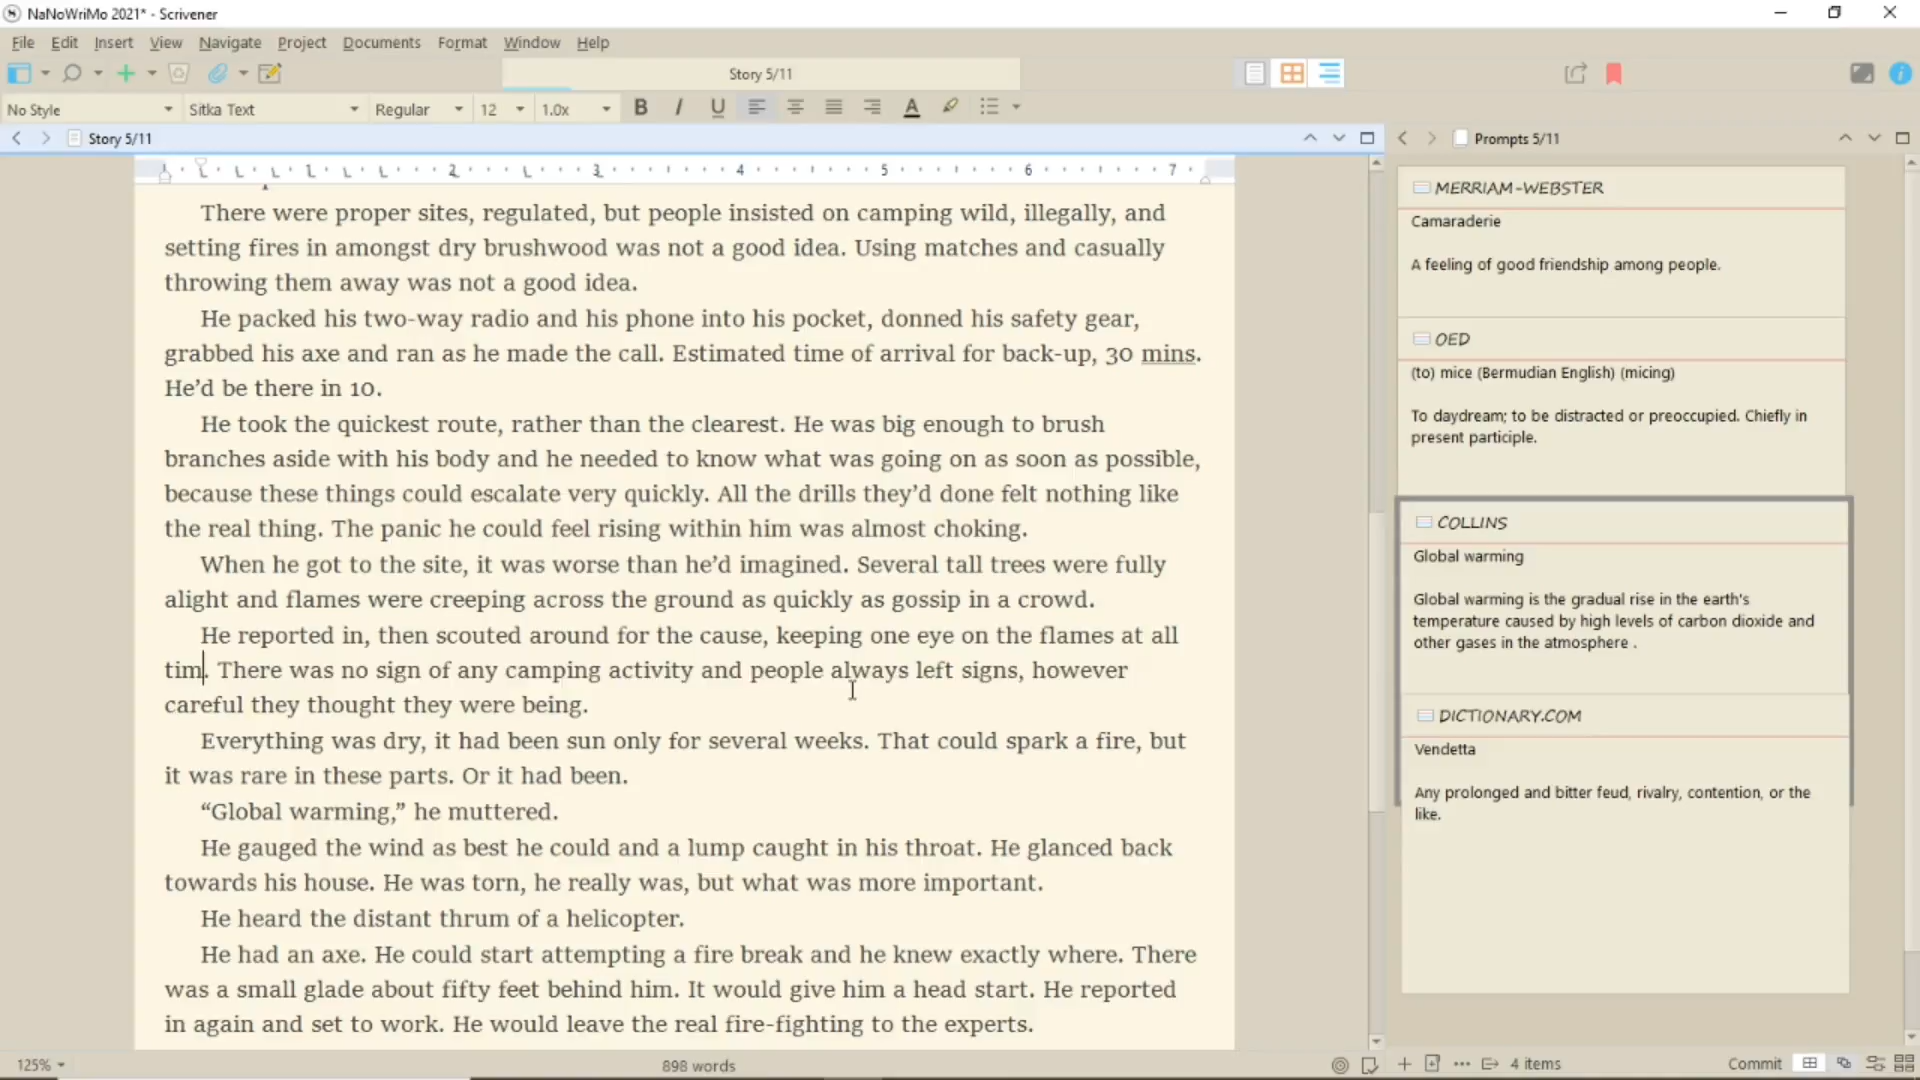 NaNoWriMo 2021* - Scrivener
File Edit Insert View Navigate Project Documents Format Window Help
Story 5/11
No Style Sitka Text Regular 12 1.0x B I U A
Story 5/11
Prompts 5/11
1 2 3 4 5 6 7
There were proper sites, regulated, but people insisted on camping wild, illegally, and
setting fires in amongst dry brushwood was not a good idea. Using matches and casually
throwing them away was not a good idea.
He packed his two-way radio and his phone into his pocket, donned his safety gear,
grabbed his axe and ran as he made the call. Estimated time of arrival for back-up, 30 mins.
He’d be there in 10.
He took the quickest route, rather than the clearest. He was big enough to brush
branches aside with his body and he needed to know what was going on as soon as possible,
because these things could escalate very quickly. All the drills they’d done felt nothing like
the real thing. The panic he could feel rising within him was almost choking.
When he got to the site, it was worse than he’d imagined. Several tall trees were fully
alight and flames were creeping across the ground as quickly as gossip in a crowd.
He reported in, then scouted around for the cause, keeping one eye on the flames at all
tim. There was no sign of any camping activity and people always left signs, however
careful they thought they were being.
Everything was dry, it had been sun only for several weeks. That could spark a fire, but
it was rare in these parts. Or it had been.
“Global warming,” he muttered.
He gauged the wind as best he could and a lump caught in his throat. He glanced back
towards his house. He was torn, he really was, but what was more important.
He heard the distant thrum of a helicopter.
He had an axe. He could start attempting a fire break and he knew exactly where. There
was a small glade about fifty feet behind him. It would give him a head start. He reported
in again and set to work. He would leave the real fire-fighting to the experts.
MERRIAM-WEBSTER
Camaraderie
A feeling of good friendship among people.
OED
(to) mice (Bermudian English) (micing)
To daydream; to be distracted or preoccupied. Chiefly in
present participle.
COLLINS
Global warming
Global warming is the gradual rise in the earth's
temperature caused by high levels of carbon dioxide and
other gases in the atmosphere .
DICTIONARY.COM
Vendetta
Any prolonged and bitter feud, rivalry, contention, or the
like.
125%
898 words
4 items
Commit